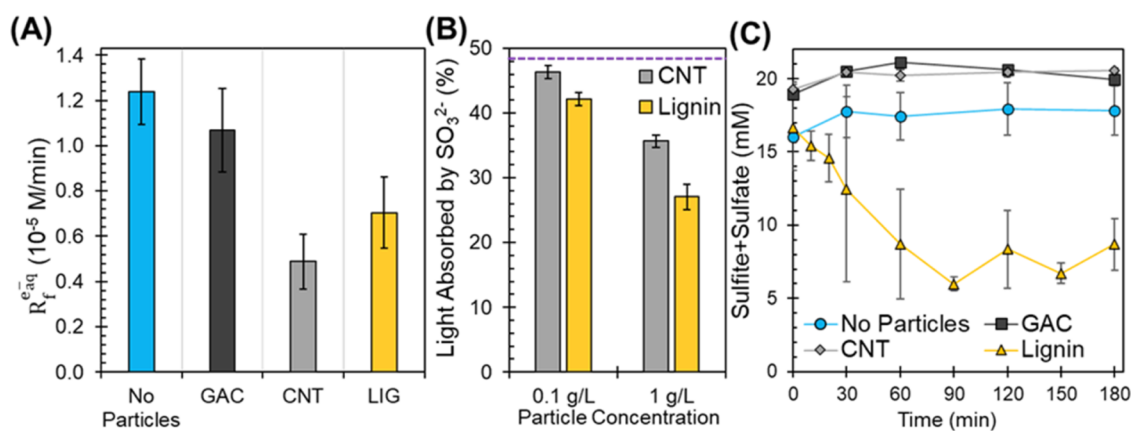 (A)
R_f^{e_{aq}^-} (10⁻⁵ M/min)
1.4
1.2
1.0
0.8
0.6
0.4
0.2
0.0
No
Particles
GAC
CNT
LIG
(B)
Light Absorbed by SO₃²⁻ (%)
50
40
30
20
10
0
CNT
Lignin
0.1 g/L
1 g/L
Particle Concentration
(C)
Sulfite+Sulfate (mM)
20
15
10
5
0
No Particles
GAC
CNT
Lignin
0
30
60
90
120
150
180
Time (min)